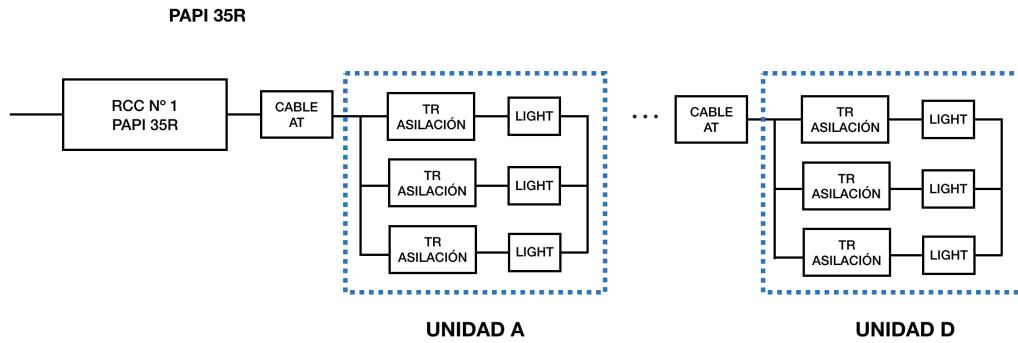 PAPI 35R
RCC Nº 1
PAPI 35R
CABLE
AT
TR
ASILACIÓN
LIGHT
TR
ASILACIÓN
LIGHT
TR
ASILACIÓN
LIGHT
UNIDAD A
...
CABLE
AT
TR
ASILACIÓN
LIGHT
TR
ASILACIÓN
LIGHT
TR
ASILACIÓN
LIGHT
UNIDAD D